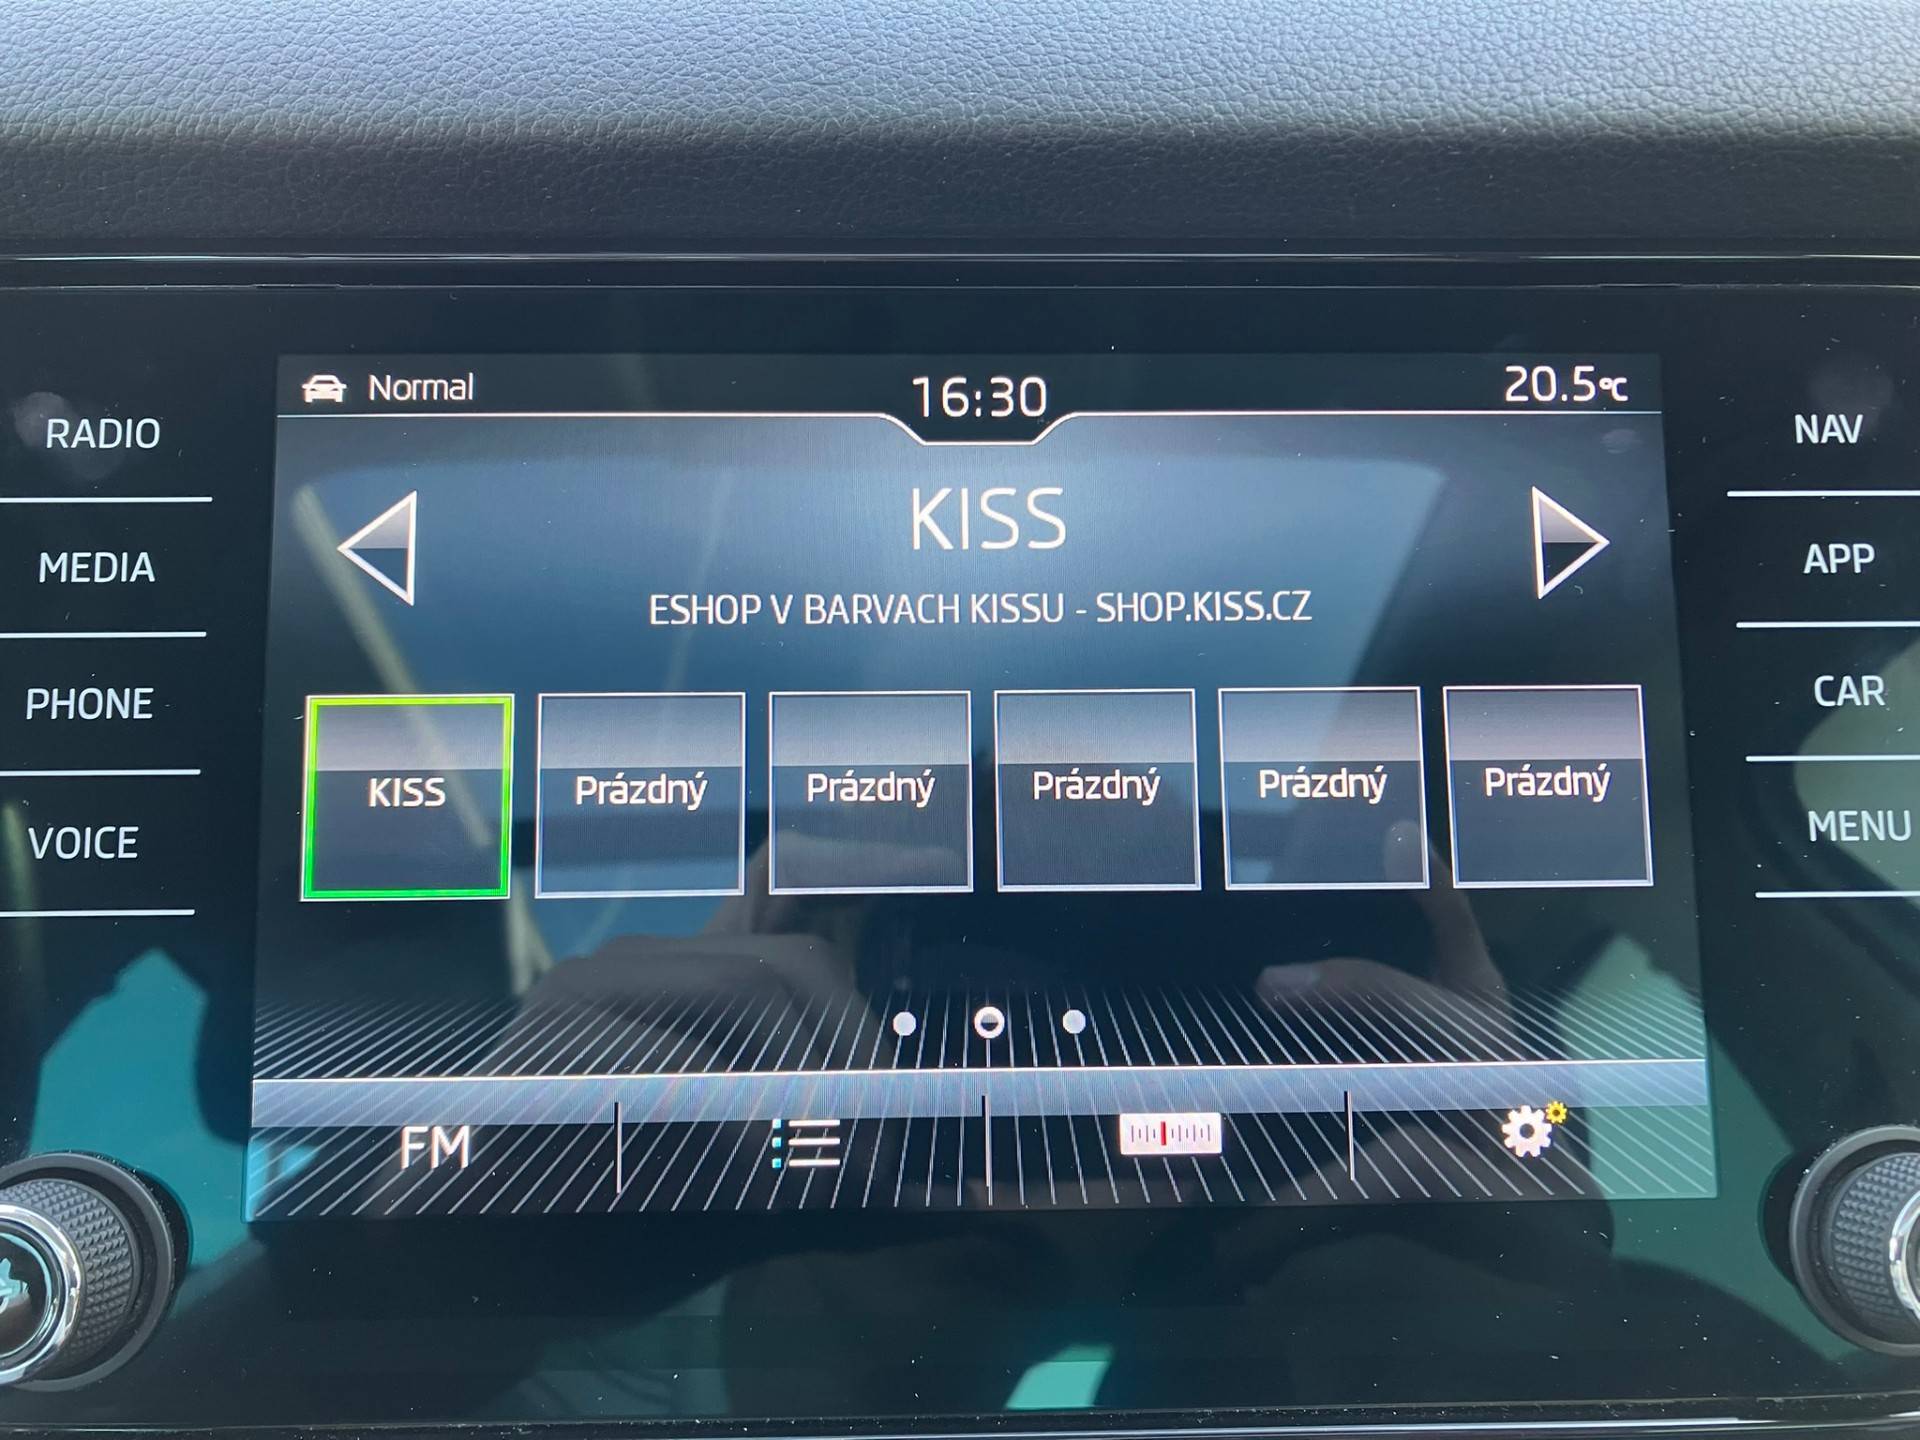 Normal
16:30
20.5°C
RADIO
MEDIA
PHONE
VOICE
KISS
ESHOP V BARVACH KISSU - SHOP.KISS.CZ
KISS
Prázdný
Prázdný
Prázdný
Prázdný
Prázdný
FM
NAV
APP
CAR
MENU